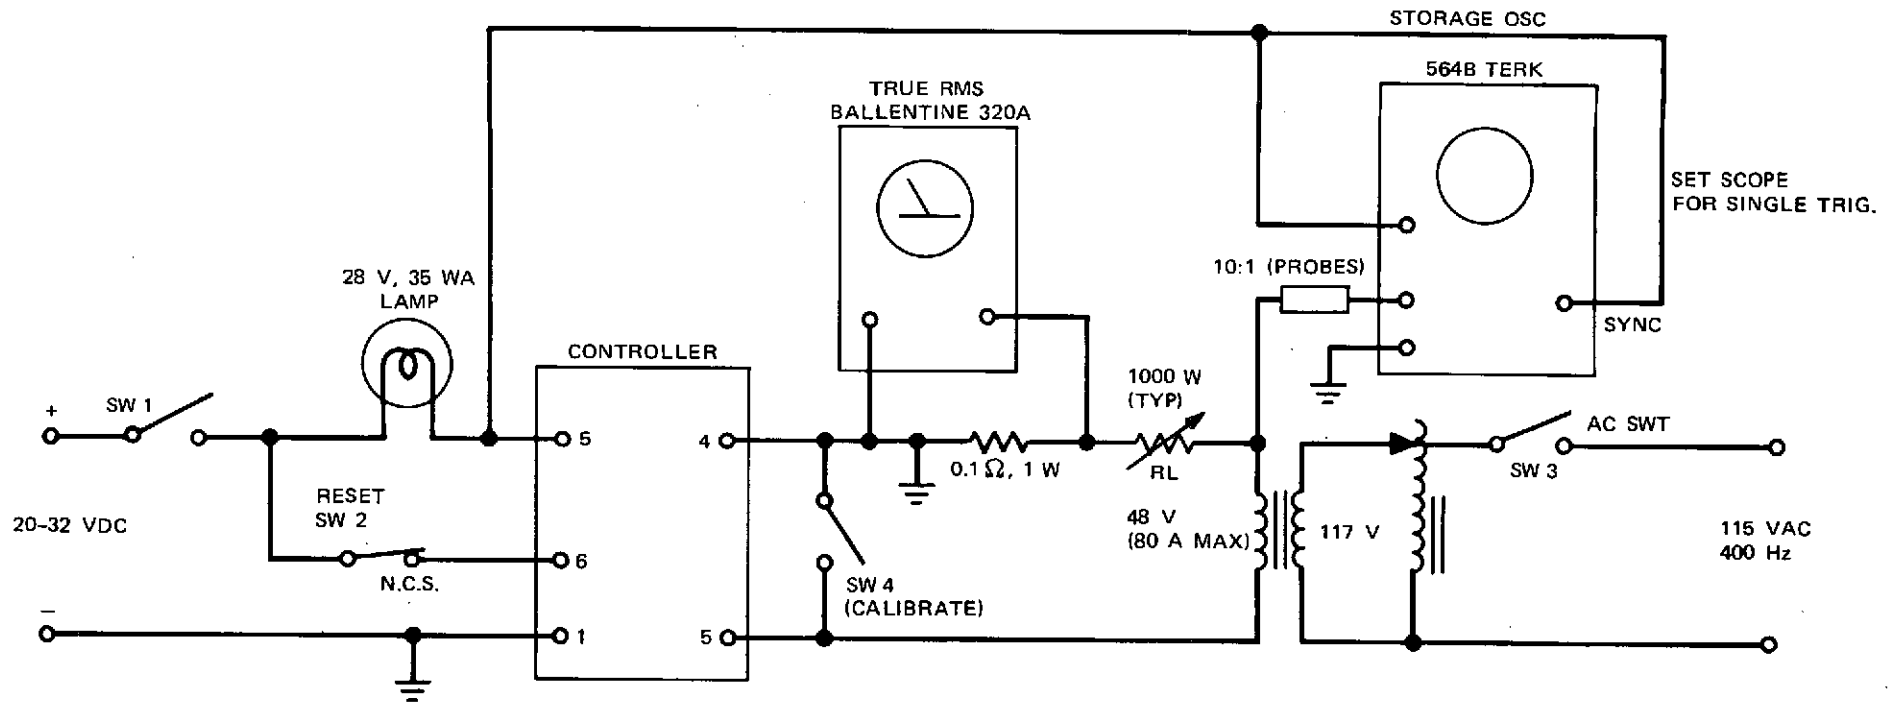 STORAGE OSC
564B TERK
TRUE RMS
BALLENTINE 320A
SET SCOPE
FOR SINGLE TRIG.
10:1 (PROBES)
SYNC
28 V, 35 WA
LAMP
CONTROLLER
1000 W
(TYP)
+
SW 1
5
4
0.1 Ω, 1 W
RL
AC SWT
SW 3
RESET
SW 2
20-32 VDC
N.C.S.
6
SW 4
(CALIBRATE)
48 V
(80 A MAX)
117 V
115 VAC
400 Hz
−
1
5